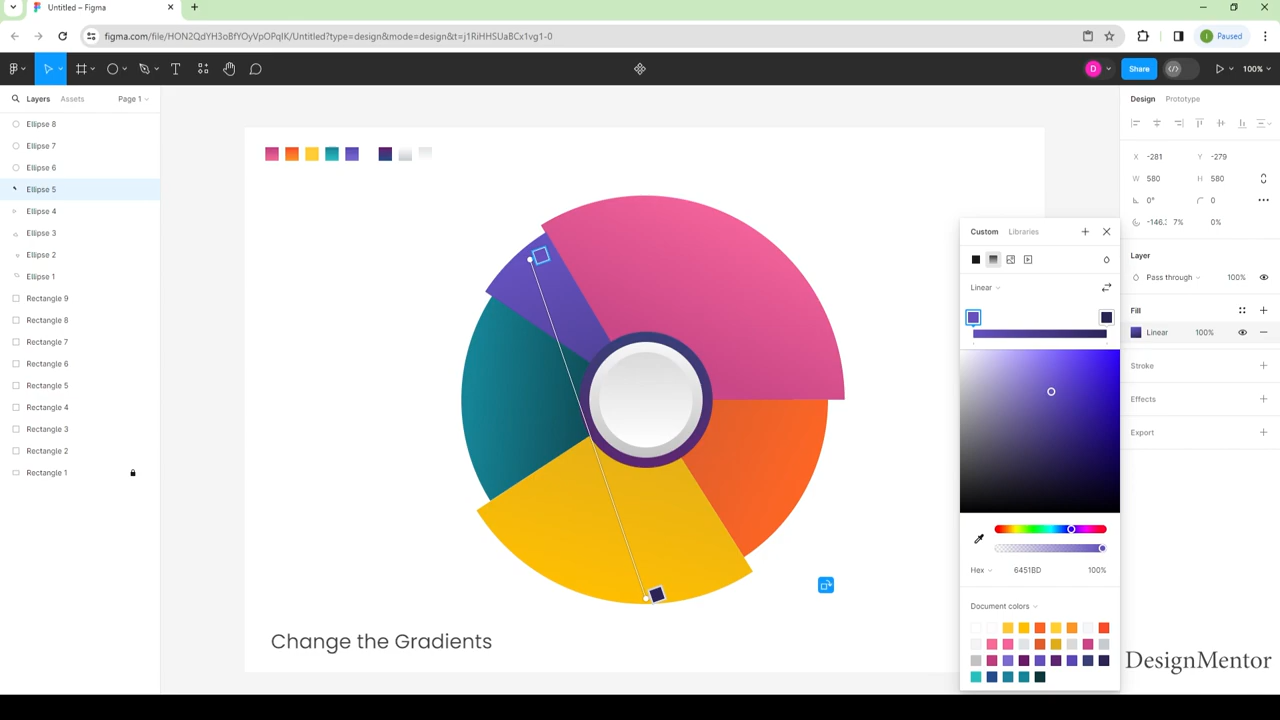 Untitled – Figma
figma.com/file/HON2QdYH3oBfYOyVpOPqIK/Untitled?type=design&mode=design&t=j1RiHHSUaBCx1vg1-0
Paused
D
Share
100%
Layers
Assets
Page 1
Ellipse 8
Ellipse 7
Ellipse 6
Ellipse 5
Ellipse 4
Ellipse 3
Ellipse 2
Ellipse 1
Rectangle 9
Rectangle 8
Rectangle 7
Rectangle 6
Rectangle 5
Rectangle 4
Rectangle 3
Rectangle 2
Rectangle 1
Change the Gradients
Custom
Libraries
Linear
Hex
6451BD
100%
Document colors
Design
Prototype
X -281 Y -279
W 580 H 580
0° 0
7% 0%
Layer
Pass through 100%
Fill
Linear 100%
Stroke
Effects
Export
DesignMentor